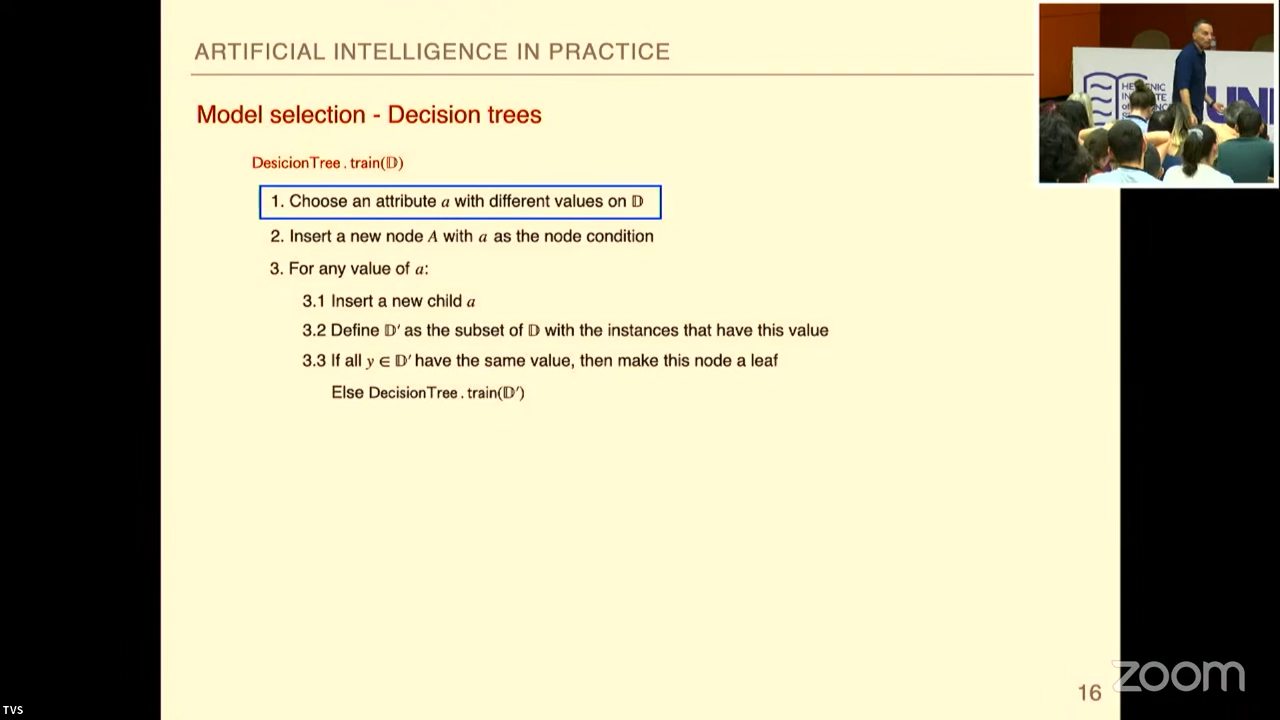 ARTIFICIAL INTELLIGENCE IN PRACTICE
Model selection - Decision trees
DesicionTree . train(𝔻)
1. Choose an attribute a with different values on 𝔻
2. Insert a new node A with a as the node condition
3. For any value of a:
3.1 Insert a new child a
3.2 Define 𝔻′ as the subset of 𝔻 with the instances that have this value
3.3 If all y ∈ 𝔻′ have the same value, then make this node a leaf
Else DecisionTree . train(𝔻′)
16
zoom
TVS